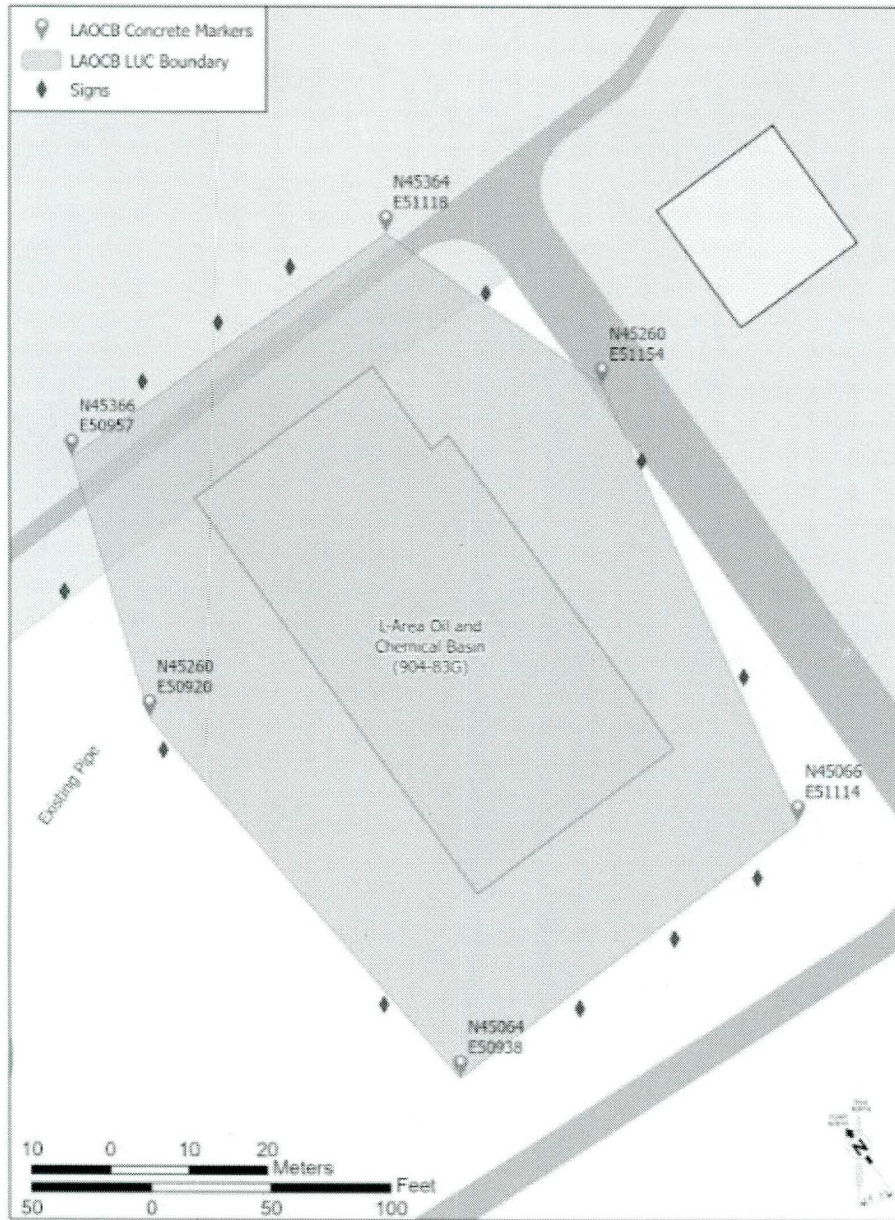 LAOCB Concrete Markers
LAOCB LUC Boundary
Signs
N45364
E51118
N45260
E51154
N45366
E50957
L-Area Oil and
Chemical Basin
(904-83G)
N45260
E50920
Existing Pipe
N45066
E51114
N45064
E50938
10 0 10 20
Meters
Feet
50 0 50 100
N